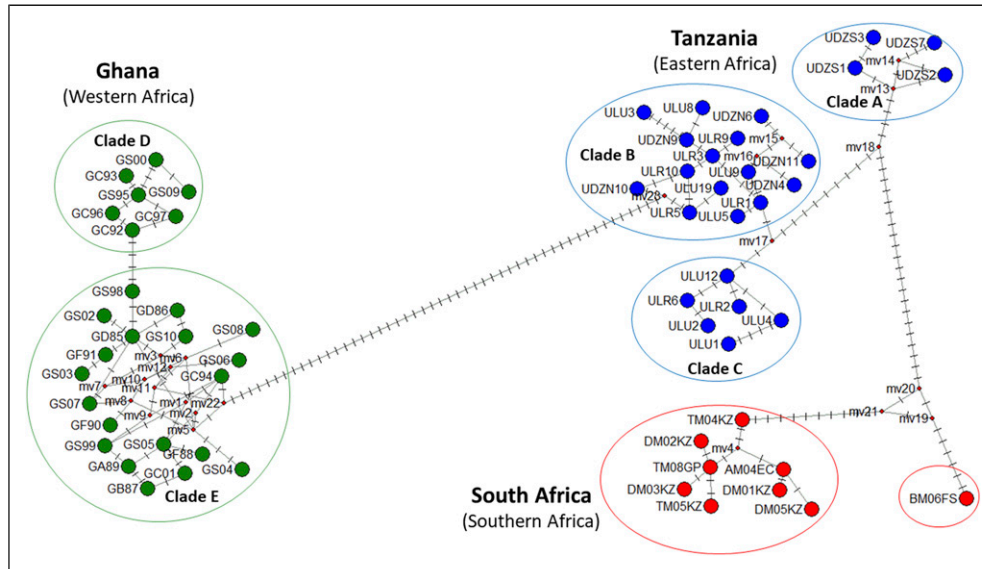 Ghana
(Western Africa)
Clade D
GS00
GC93
GS95
GS09
GC96
GC97
GC92
GS98
GS02
GD86
GD85
GS10
GS08
GF91
mv3
mv6
GS06
mv12
GS03
mv10
GC94
mv7
mv11
GS07
mv8
mv1
mv22
GF90
mv9
mv2
mv5
GS99
GS05
GF88
GA89
GC01
GS04
GB87
Clade E
Tanzania
(Eastern Africa)
UDZS3
UDZS7
mv14
UDZS1
UDZS2
mv13
Clade A
ULU3
ULU8
UDZN6
UDZN9
ULR9
mv15
Clade B
ULR3
mv16
UDZN11
ULR10
ULU9
UDZN10
ULU19
UDZN4
mv23
ULR1
ULR5
ULU5
mv18
mv17
ULU12
ULR6
ULR2
ULU2
ULU4
ULU1
Clade C
mv20
mv21
mv19
TM04KZ
DM02KZ
mv4
TM08GP
AM04EC
DM03KZ
DM01KZ
TM05KZ
DM05KZ
BM06FS
South Africa
(Southern Africa)